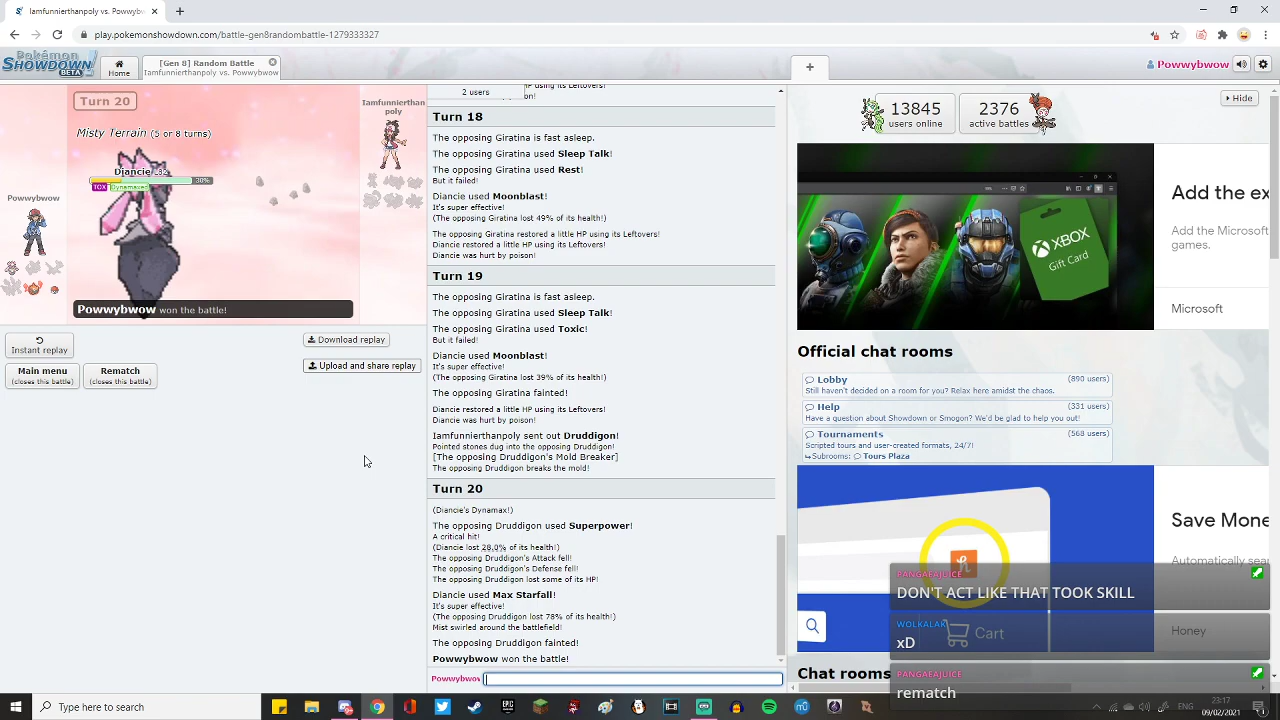 Iamfunnierthanpoly vs. Powwyb
play.pokemonshowdown.com/battle-gen8randombattle-1279333327
Pokémon
SHOWDOWN
BETA
Home
[Gen 8] Random Battle
Iamfunnierthanpoly vs. Powwybwow
Powwybwow
Turn 20
Misty Terrain (5 or 8 turns)
Diancie
30%
TOX Dynamaxed
Iamfunnierthan
poly
Powwybwow
Powwybwow won the battle!
Instant replay
Download replay
Upload and share replay
Main menu
(closes this battle)
Rematch
(closes this battle)
2 users
Turn 18
The opposing Giratina is fast asleep.
The opposing Giratina used Sleep Talk!
The opposing Giratina used Rest!
But it failed!
Diancie used Moonblast!
It's super effective!
(The opposing Giratina lost 49% of its health!)
The opposing Giratina restored a little HP using its Leftovers!
Diancie restored a little HP using its Leftovers!
Diancie was hurt by poison!
Turn 19
The opposing Giratina is fast asleep.
The opposing Giratina used Sleep Talk!
The opposing Giratina used Toxic!
But it failed!
Diancie used Moonblast!
It's super effective!
(The opposing Giratina lost 39% of its health!)
The opposing Giratina fainted!
Diancie restored a little HP using its Leftovers!
Diancie was hurt by poison!
Iamfunnierthanpoly sent out Druddigon!
Pointed stones dug into the opposing Druddigon!
[The opposing Druddigon's Mold Breaker]
The opposing Druddigon breaks the mold!
Turn 20
(Diancie's Dynamax!)
The opposing Druddigon used Superpower!
A critical hit!
(Diancie lost 28.0% of its health!)
The opposing Druddigon's Attack fell!
The opposing Druddigon's Defense fell!
The opposing Druddigon lost some of its HP!
Diancie used Max Starfall!
It's super effective!
(The opposing Druddigon lost 78% of its health!)
Mist swirled around the battlefield!
The opposing Druddigon fainted!
Powwybwow won the battle!
Powwybwow
13845
users online
2376
active battles
Hide
XBOX
Gift Card
Add the ex
Add the Microsoft
games.
Microsoft
Official chat rooms
Lobby
(890 users)
Still haven't decided on a room for you? Relax here amidst the chaos.
Help
(331 users)
Have a question about Showdown or Smogon? We'd be glad to help you out!
Tournaments
(568 users)
Scripted tours and user-created formats, 24/7!
Subrooms: Tours Plaza
h
Cart
Save Mone
Automatically sear
Honey
Chat rooms
PANGAEAJUICE
DON'T ACT LIKE THAT TOOK SKILL
WOLKALAK
xD
PANGAEAJUICE
rematch
Type here to search
ENG
23:17
09/02/2021